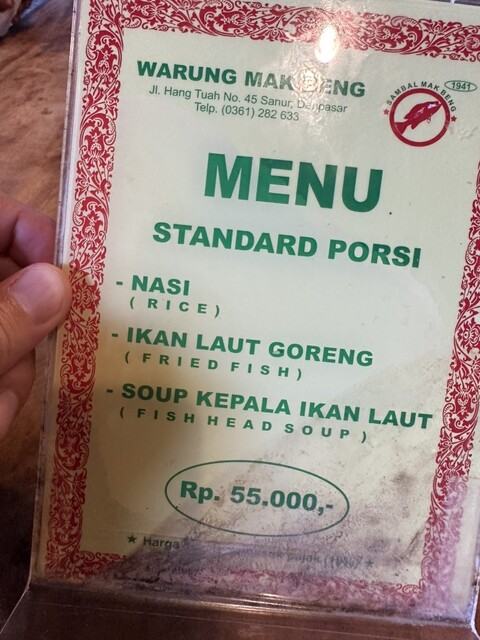 WARUNG MAK BENG
Jl. Hang Tuah No. 45 Sanur, Denpasar
Telp. (0361) 282 633
SAMBAL MAK BENG
1941
MENU
STANDARD PORSI
- NASI
( RICE )
- IKAN LAUT GORENG
( FRIED FISH )
- SOUP KEPALA IKAN LAUT
( FISH HEAD SOUP )
Rp. 55.000,-
★ Harga